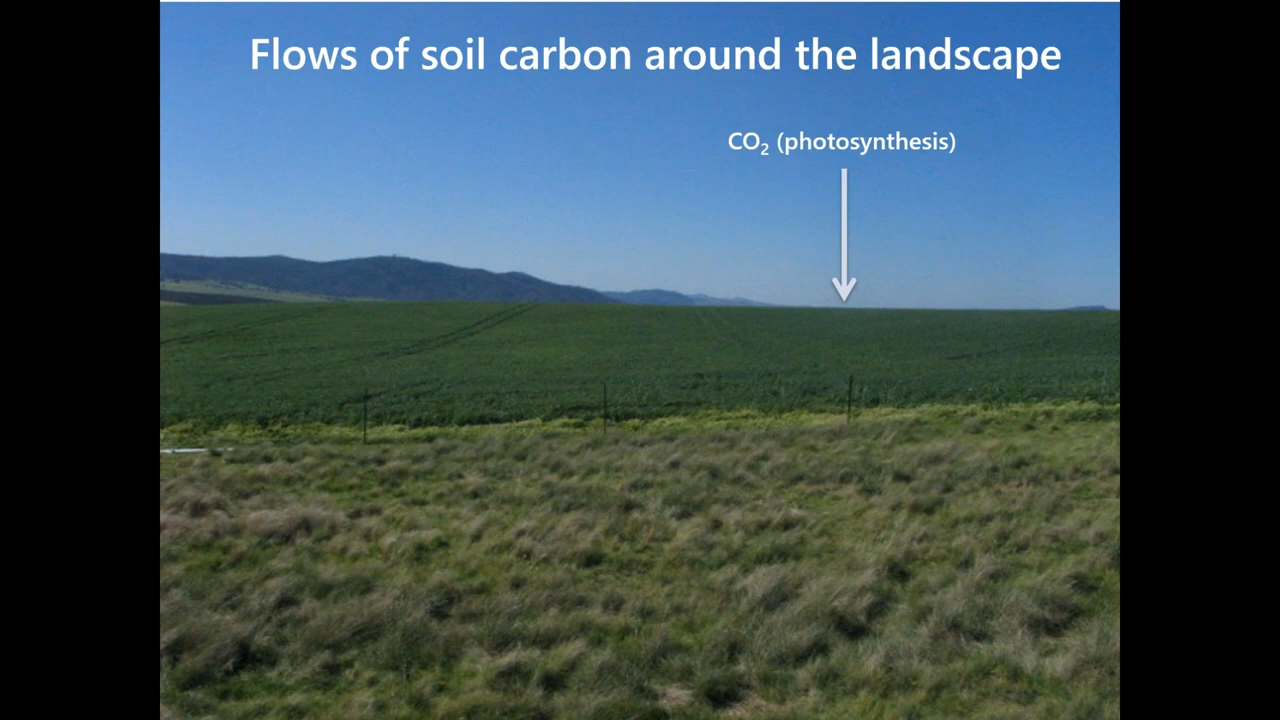 Flows of soil carbon around the landscape
CO₂ (photosynthesis)